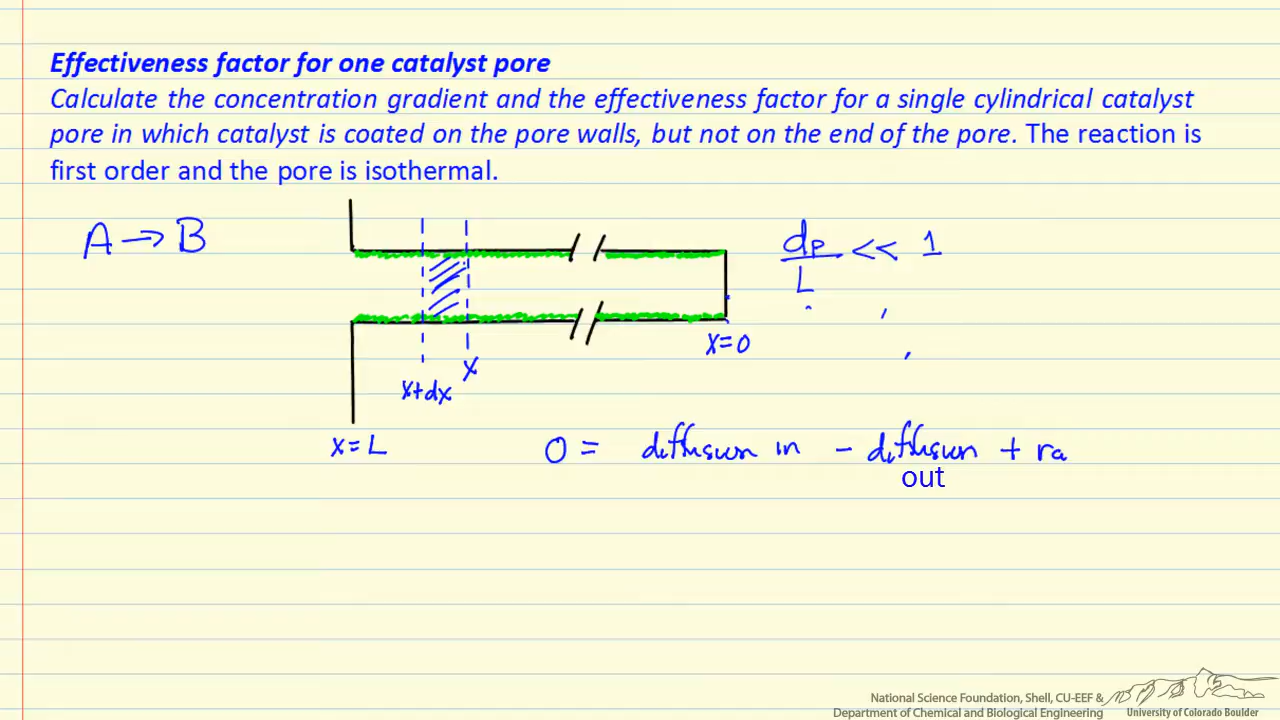 Effectiveness factor for one catalyst pore
Calculate the concentration gradient and the effectiveness factor for a single cylindrical catalyst
pore in which catalyst is coated on the pore walls, but not on the end of the pore. The reaction is
first order and the pore is isothermal.
A → B
dp/L << 1
x=0
x
x+dx
x=L
0 = diffusion in - diffusion + ra
out
National Science Foundation, Shell, CU-EEF &
Department of Chemical and Biological Engineering
University of Colorado Boulder